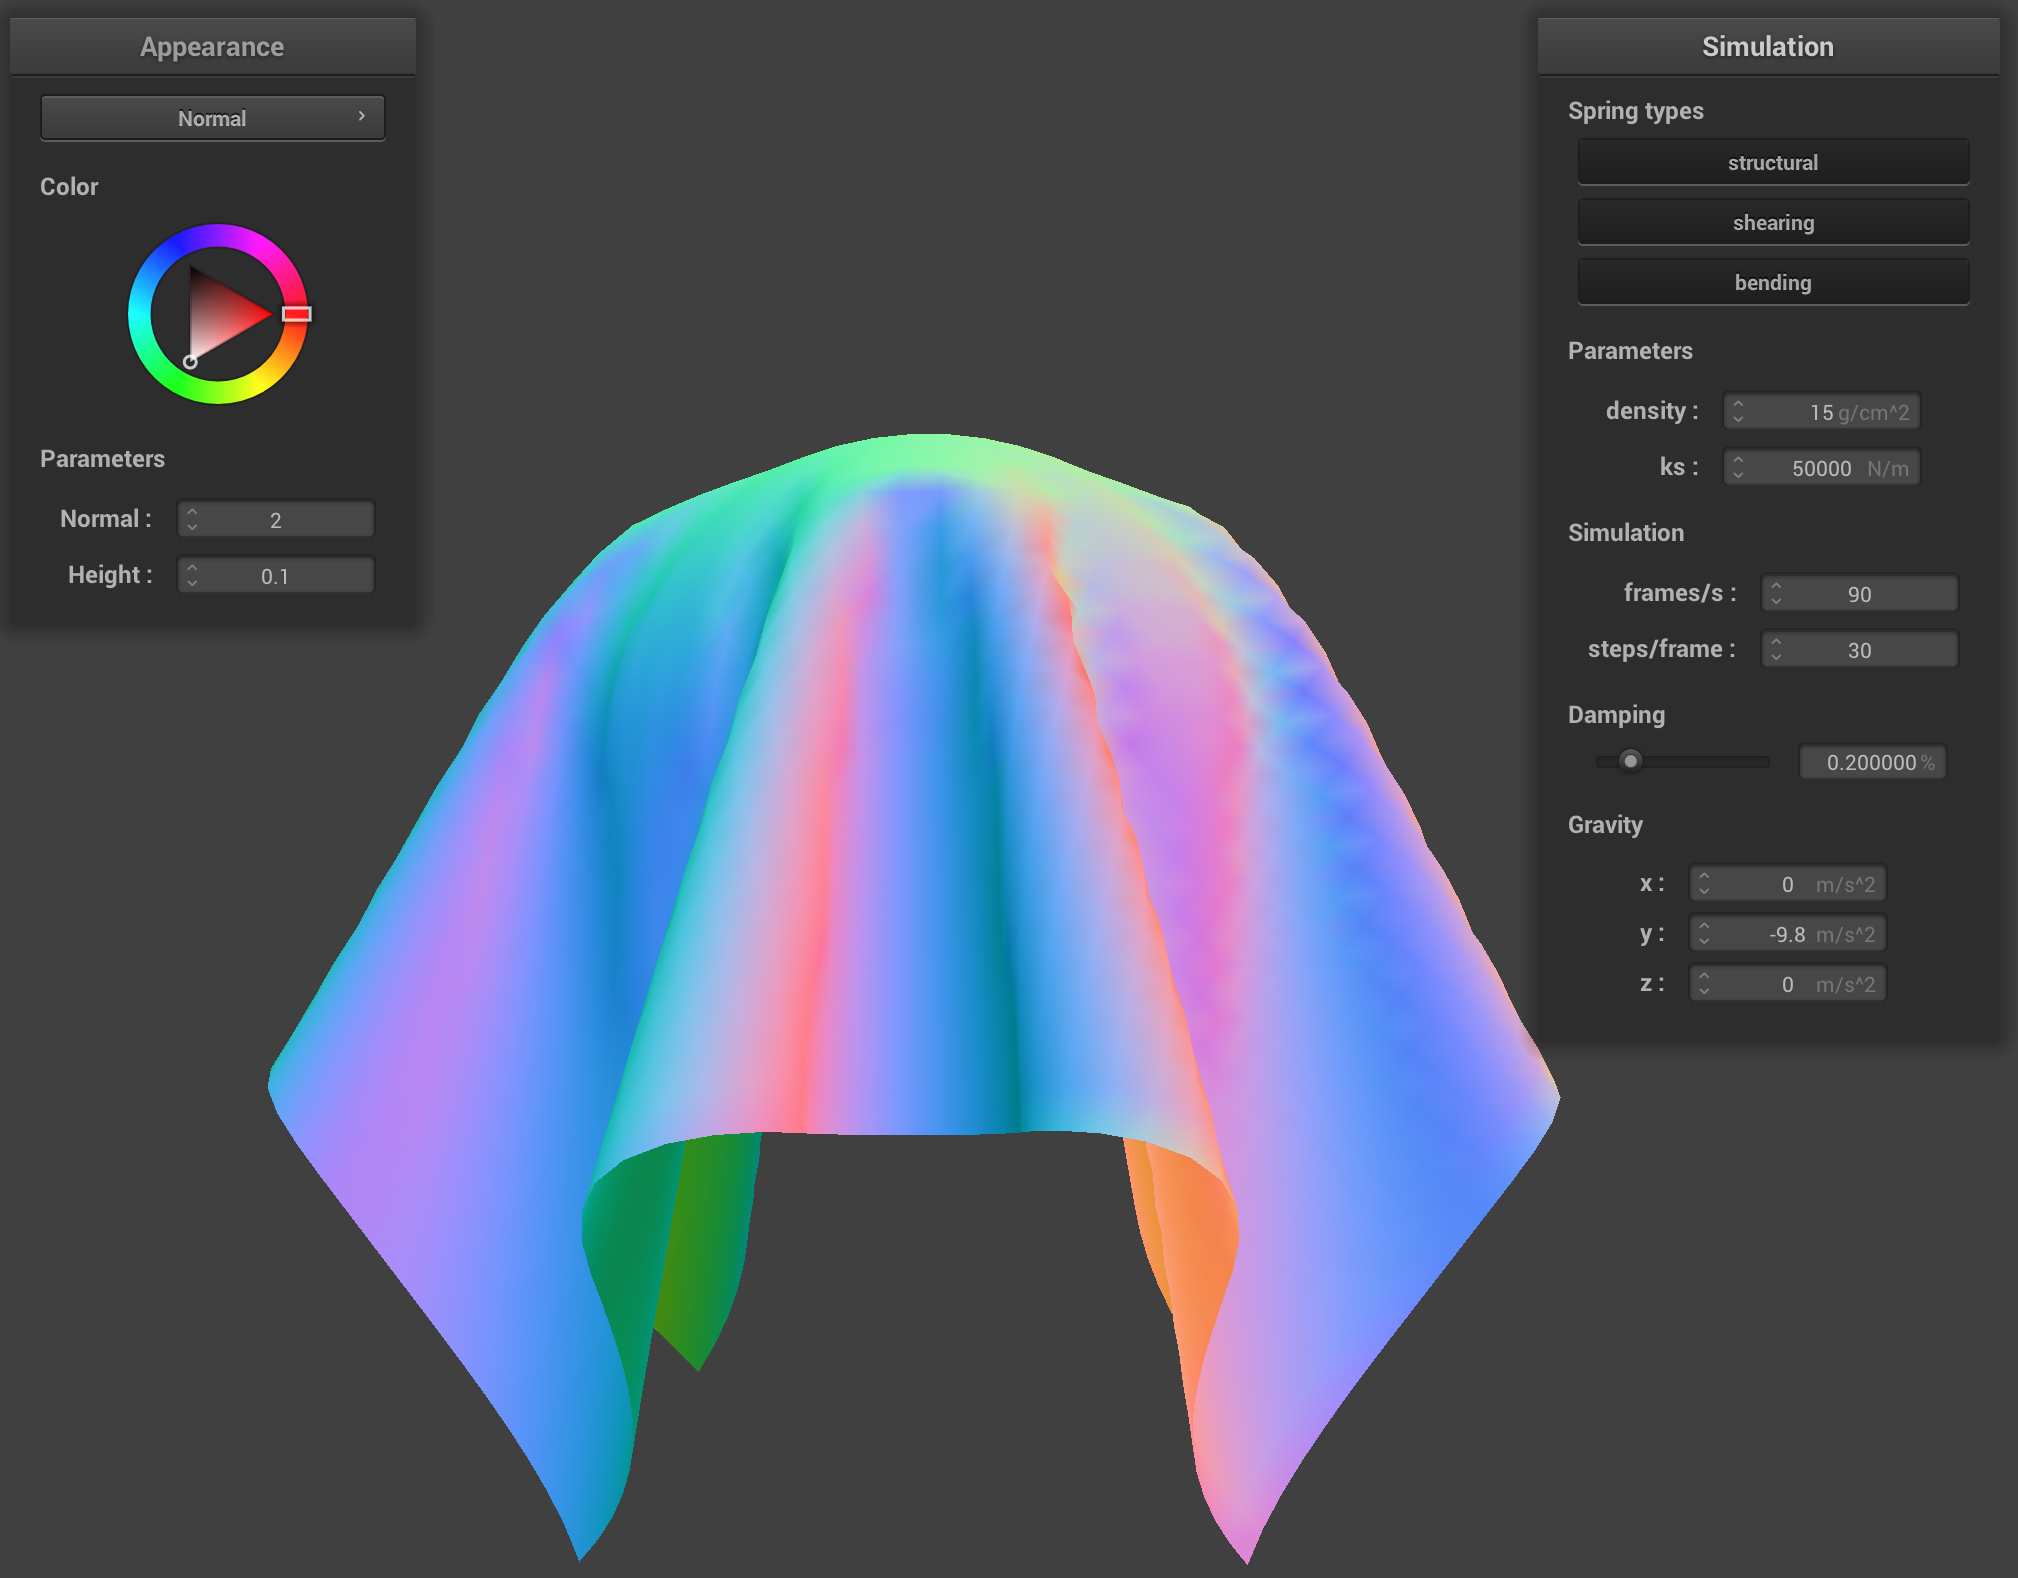 Appearance
Normal
Color
Parameters
Normal : 2
Height : 0.1
Simulation
Spring types
structural
shearing
bending
Parameters
density : 15 g/cm^2
ks : 50000 N/m
Simulation
frames/s : 90
steps/frame : 30
Damping
0.200000 %
Gravity
x : 0 m/s^2
y : -9.8 m/s^2
z : 0 m/s^2